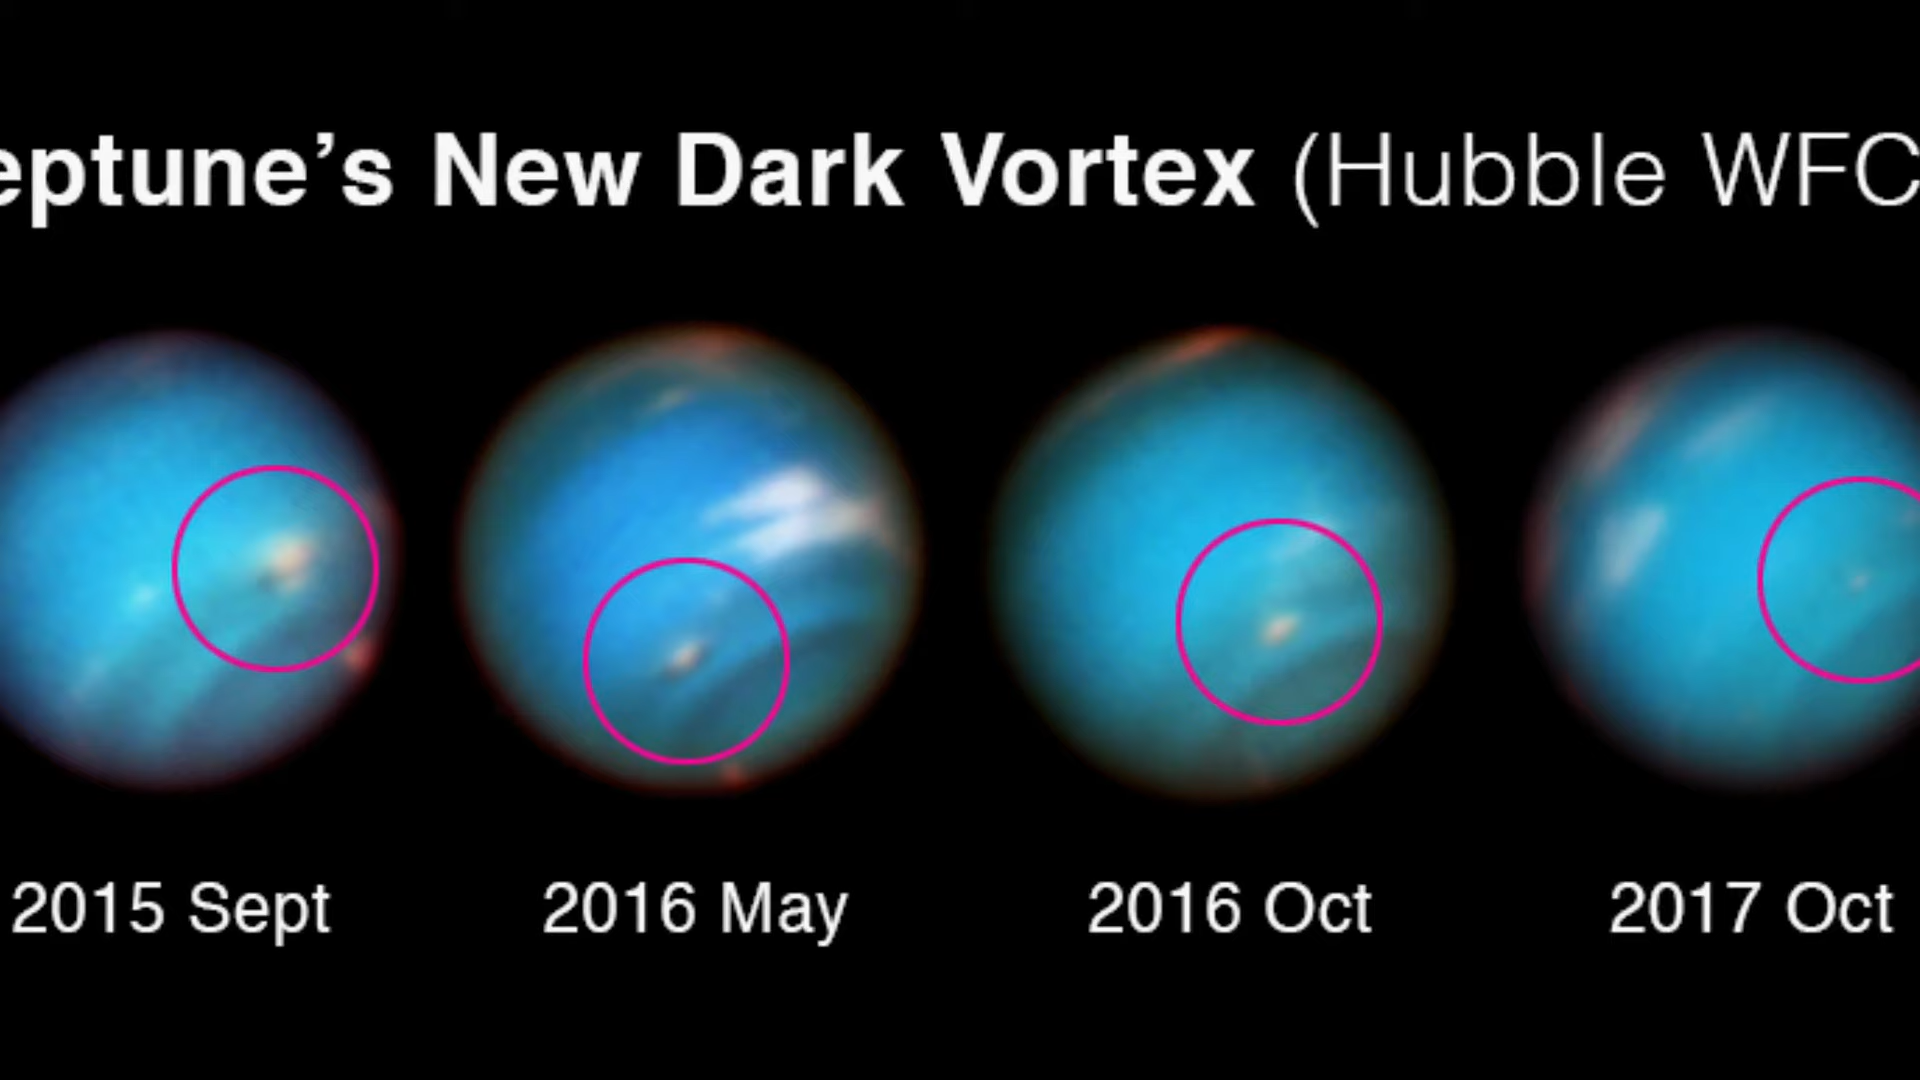 eptune's New Dark Vortex (Hubble WFC
2015 Sept
2016 May
2016 Oct
2017 Oct